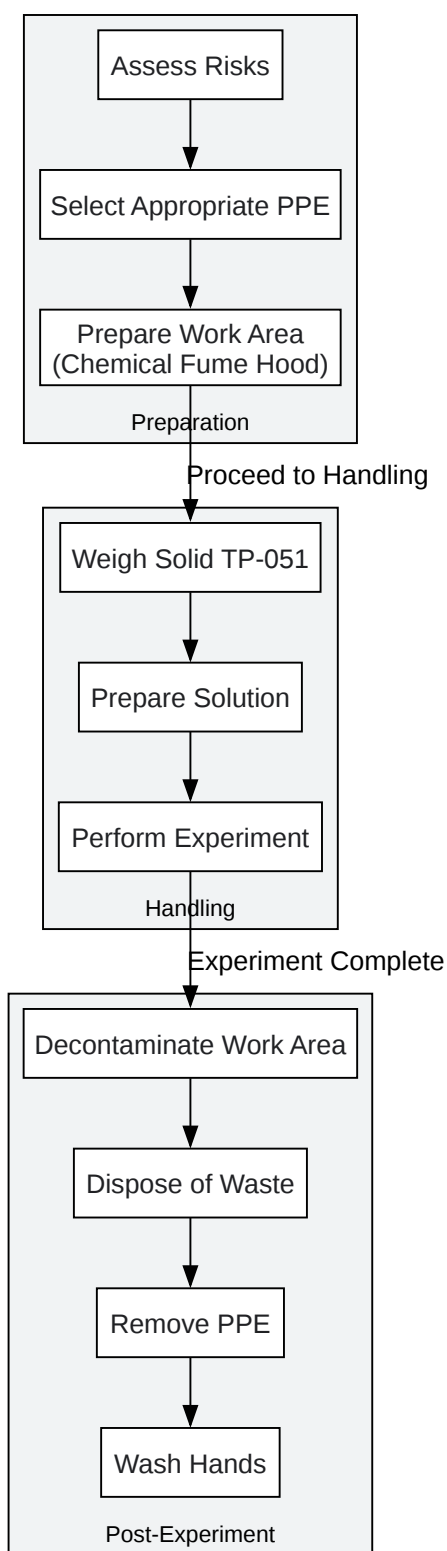 Assess Risks
Select Appropriate PPE
Prepare Work Area
(Chemical Fume Hood)
Preparation
Proceed to Handling
Weigh Solid TP-051
Prepare Solution
Perform Experiment
Handling
Experiment Complete
Decontaminate Work Area
Dispose of Waste
Remove PPE
Wash Hands
Post-Experiment